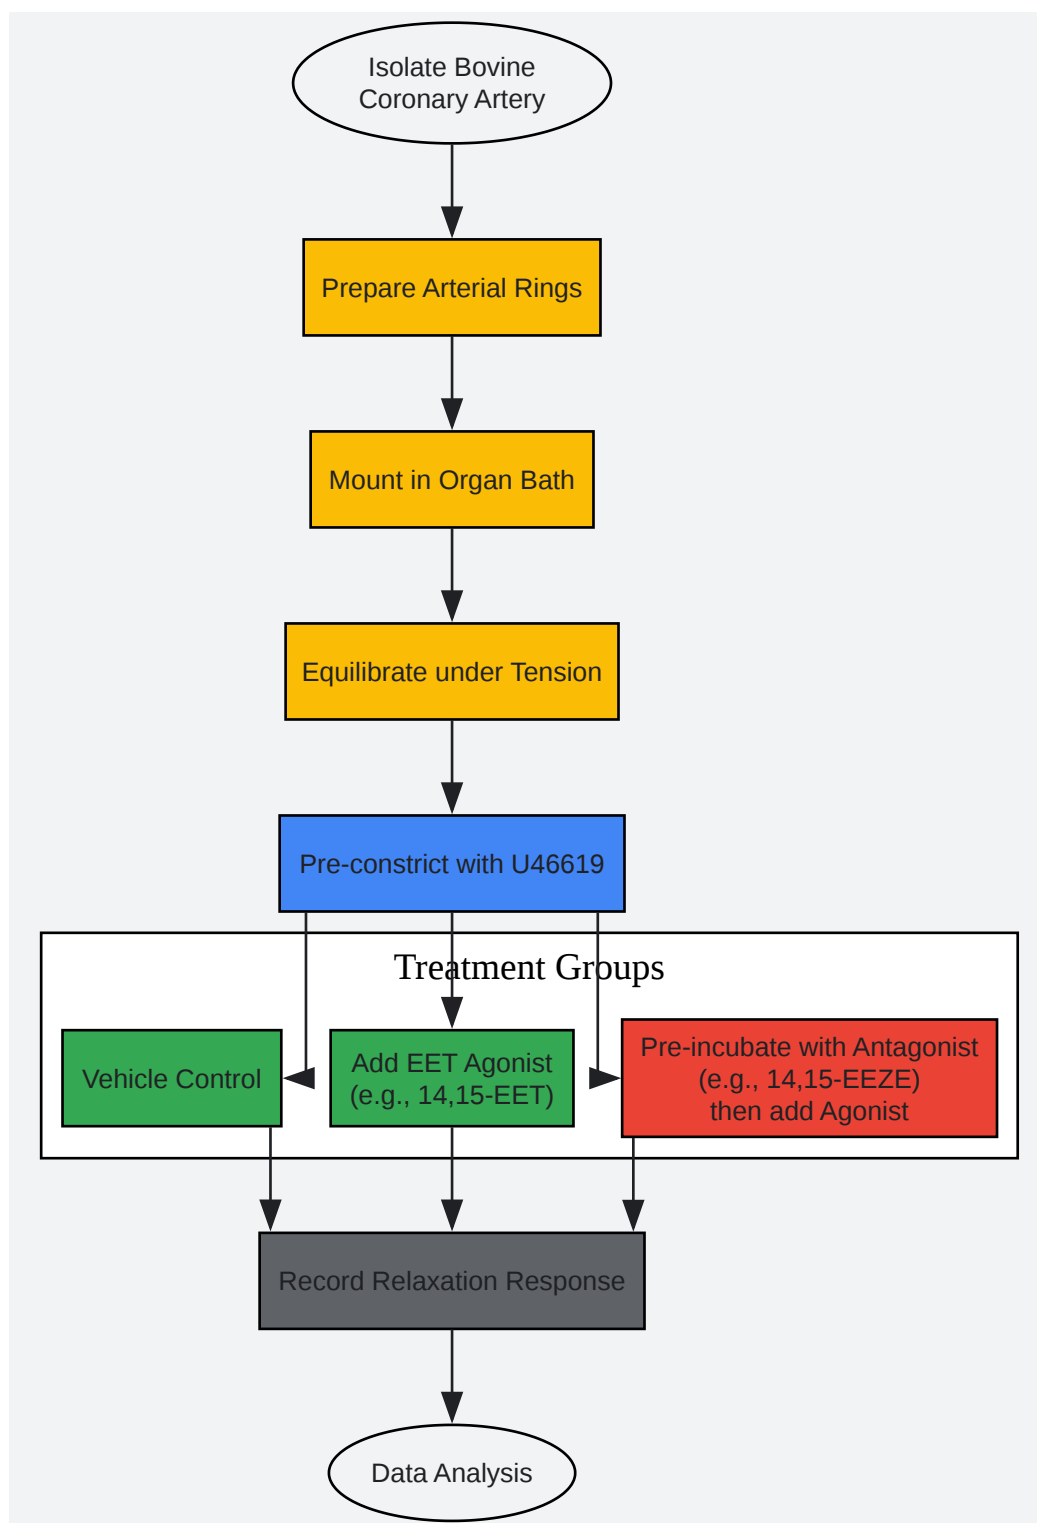 Isolate Bovine
Coronary Artery
Prepare Arterial Rings
Mount in Organ Bath
Equilibrate under Tension
Pre-constrict with U46619
Treatment Groups
Vehicle Control
Add EET Agonist
(e.g., 14,15-EET)
Pre-incubate with Antagonist
(e.g., 14,15-EEZE)
then add Agonist
Record Relaxation Response
Data Analysis